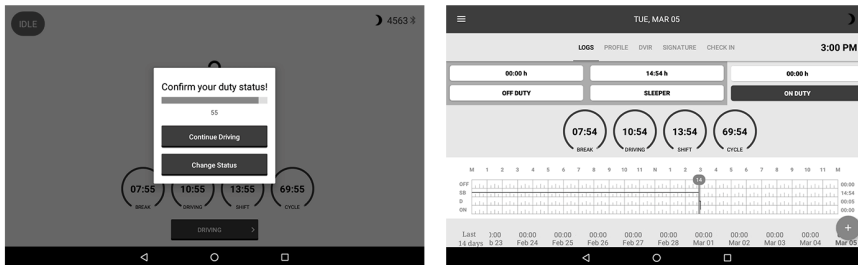 IDLE
4563
Confirm your duty status!
55
Continue Driving
Change Status
07:55 10:55 13:55 69:55
BREAK DRIVING SHIFT CYCLE
DRIVING
TUE, MAR 05
LOGS PROFILE DVIR SIGNATURE CHECK IN 3:00 PM
00:00 h 14:54 h 00:00 h
OFF DUTY SLEEPER ON DUTY
07:54 10:54 13:54 69:54
BREAK DRIVING SHIFT CYCLE
M 1 2 3 4 5 6 7 8 9 10 11 N 1 2 3 4 5 6 7 8 9 10 11 M
14
OFF 00:00
SB 14:54
D 00:05
ON 00:00
+
Last 0:00 00:00 00:00 00:00 00:00 00:00 00:00 00:00 00:00 00:00
14 days b 23 Feb 24 Feb 25 Feb 26 Feb 27 Feb 28 Mar 01 Mar 02 Mar 03 Mar 04 Mar 05